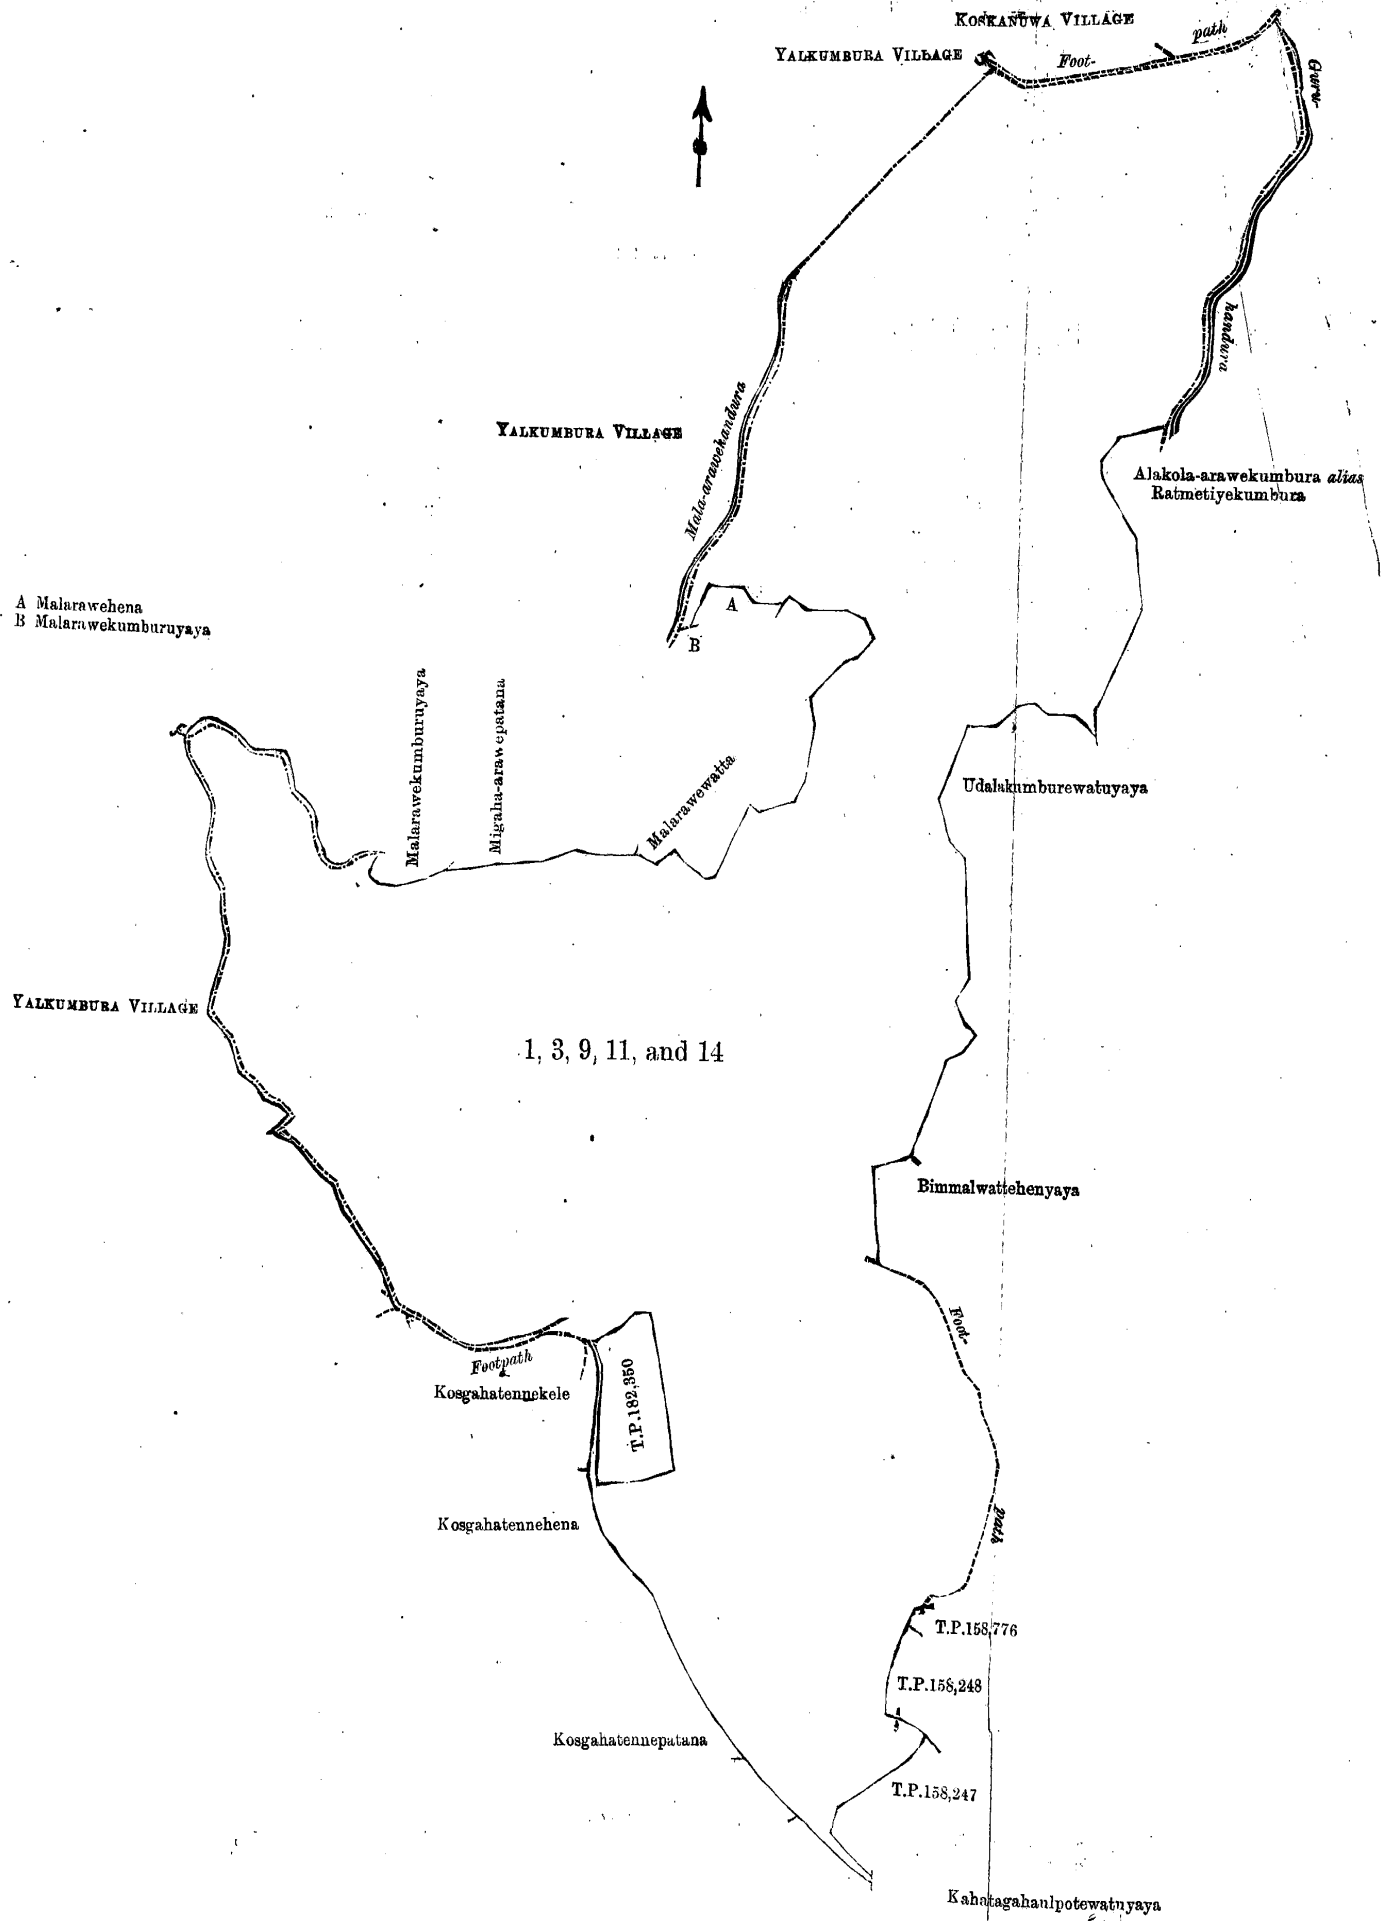 KOSKANUWA VILLAGE
YALKUMBURA VILLAGE
Foot-
path
Guru-
handura
YALKUMBURA VILLAGE
Mala-arawekandura
Alakola-arawekumbura alias
Ratmetiyekumbura
A Malarawehena
B Malarawekumburuyaya
A
B
Malarawekumburuyaya
Migaha-arawepatana
Malarawewatta
Udalakumburewatuyaya
YALKUMBURA VILLAGE
1, 3, 9, 11, and 14
Bimmalwattehenyaya
Foot-
path
Footpath
Kosgahatennekele
T.P.182,350
Kosgahatennehena
T.P.158,776
T.P.158,248
Kosgahatennepatana
T.P.158,247
Kahatagahaulpotewatuyaya